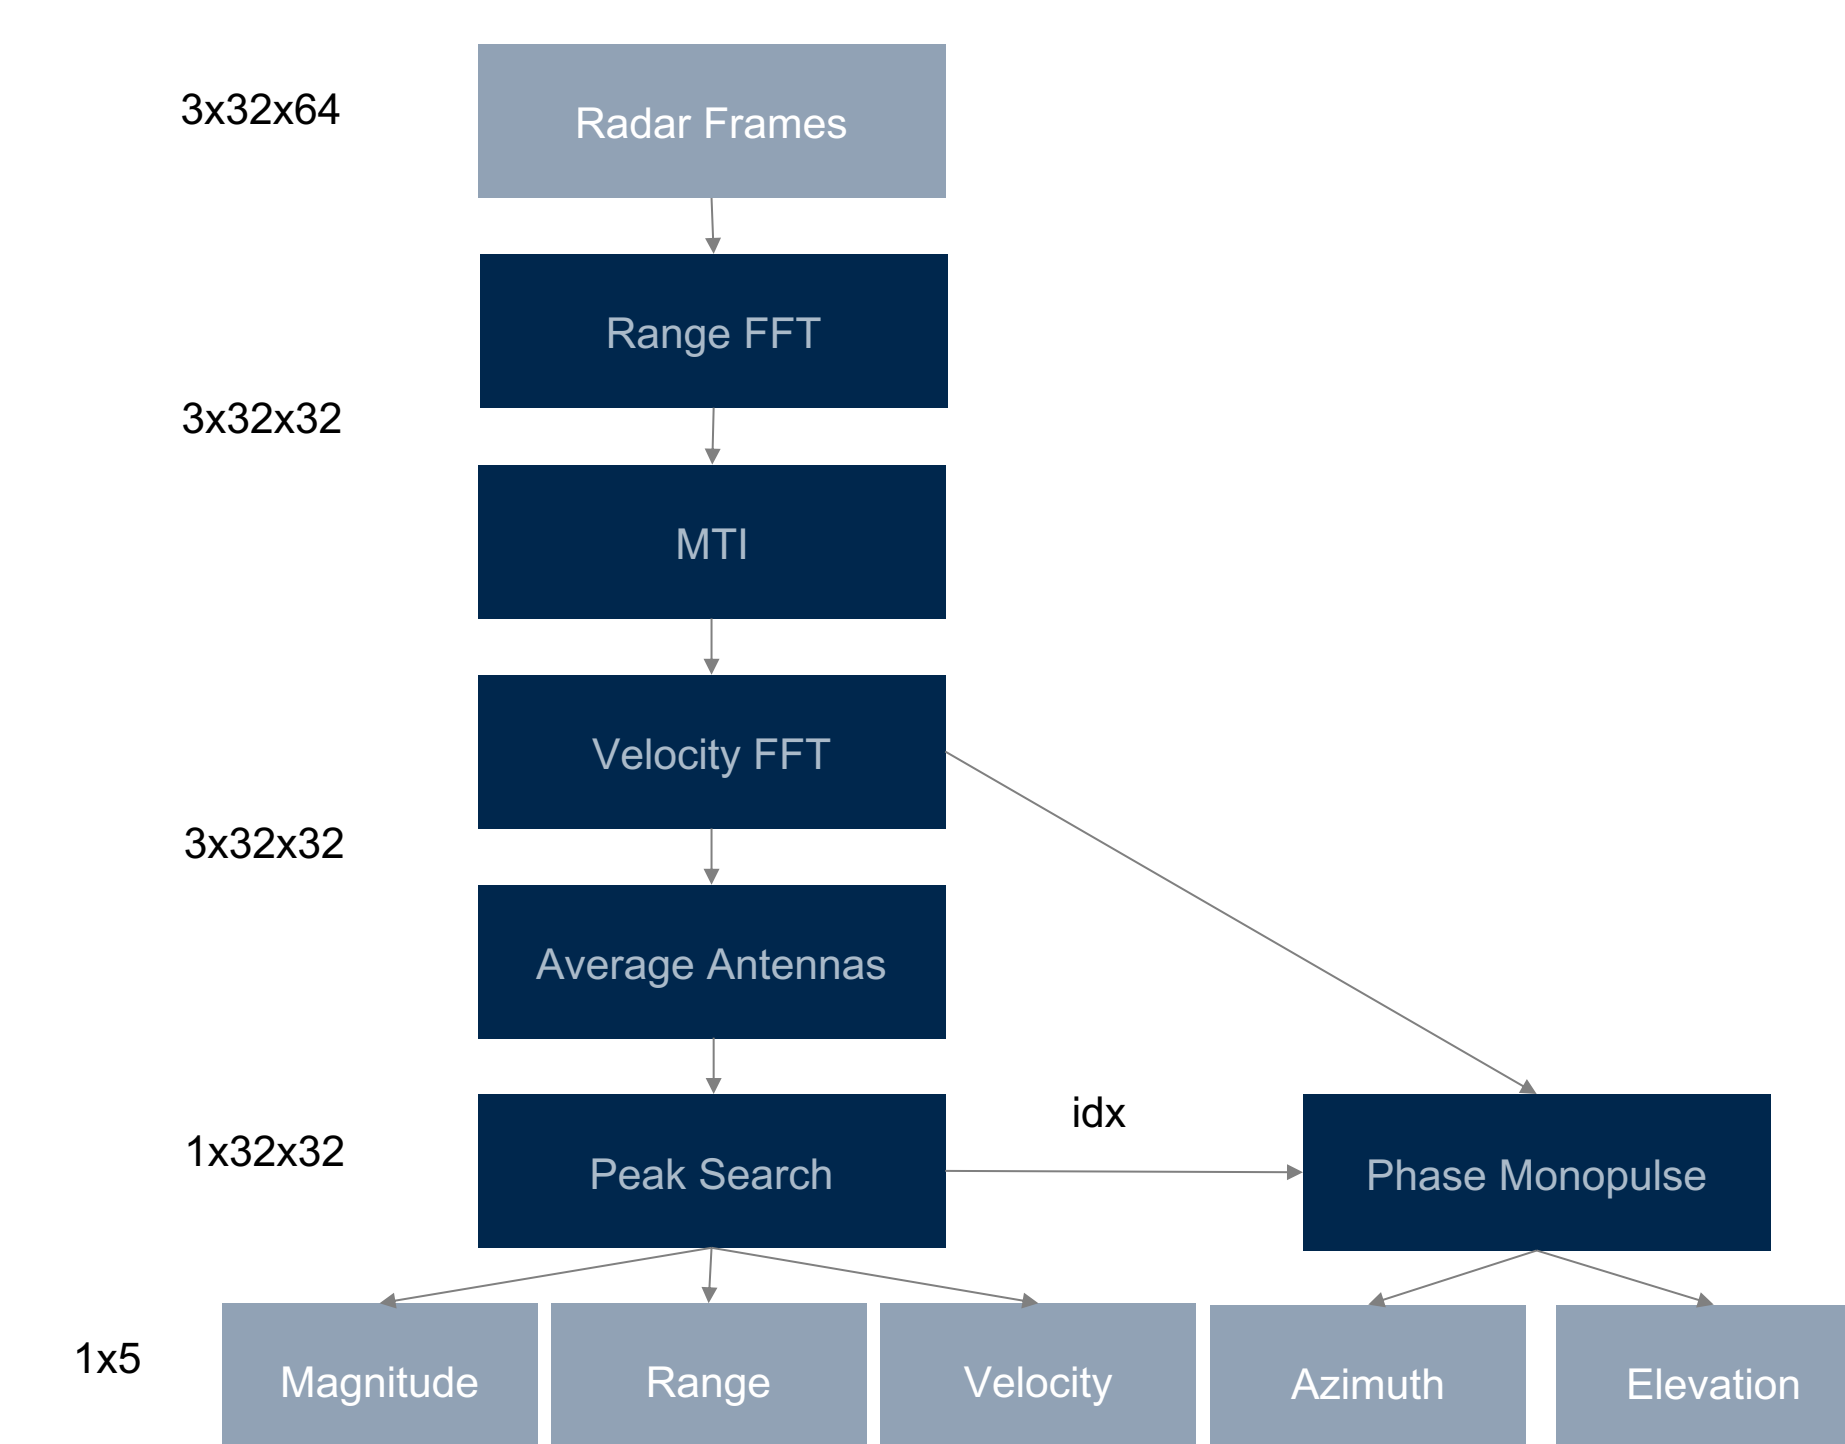 3x32x64
Radar Frames
Range FFT
3x32x32
MTI
Velocity FFT
3x32x32
Average Antennas
1x32x32
Peak Search
idx
Phase Monopulse
1x5
Magnitude
Range
Velocity
Azimuth
Elevation